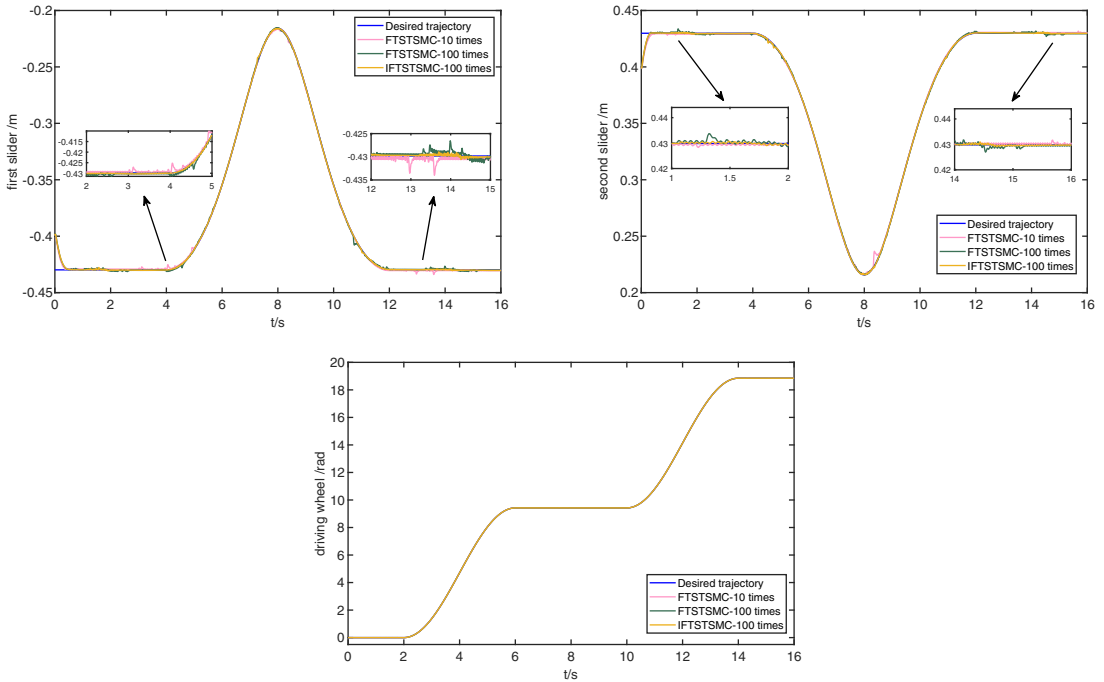 -0.2
-0.25
-0.3
-0.35
-0.4
-0.45
first slider /m
0 2 4 6 8 10 12 14 16
t/s
Desired trajectory
FTSTSMC-10 times
FTSTSMC-100 times
IFTSTSMC-100 times
-0.415
-0.42
-0.425
-0.43
2 3 4 5
-0.425
-0.43
-0.435
12 13 14 15
0.45
0.4
0.35
0.3
0.25
0.2
second slider /m
0 2 4 6 8 10 12 14 16
t/s
0.44
0.43
0.42
1 1.5 2
0.44
0.43
0.42
14 15 16
Desired trajectory
FTSTSMC-10 times
FTSTSMC-100 times
IFTSTSMC-100 times
20
18
16
14
12
10
8
6
4
2
0
driving wheel /rad
0 2 4 6 8 10 12 14 16
t/s
Desired trajectory
FTSTSMC-10 times
FTSTSMC-100 times
IFTSTSMC-100 times